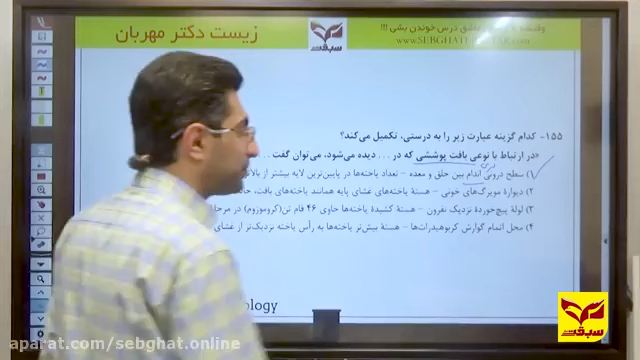 زیست دکتر مهربان
سبقت
عاشق درس خوندن بشی !!!
۱۵۵- کدام گزینه عبارت زیر را به درستی، تکمیل می‌کند؟
«در ارتباط با نوعی بافت پوششی که در ... دیده می‌شود، می‌توان گفت ...
۱) سطح درونی اندام بین حلق و معده - تعداد یاخته‌ها در پایین‌ترین لایه بیشتر از
۲) دیوارهٔ مویرگ‌های خونی - هستهٔ یاخته‌های غشای پایه همانند یاخته‌های بافت،
۳) لولهٔ پیچ‌خوردهٔ نزدیک نفرون - هستهٔ کشیدهٔ یاخته‌ها حاوی ۴۶ فام تن (کروموزوم) در
۴) محل اتمام گوارش کربوهیدرات‌ها - هستهٔ بیش‌تر یاخته‌ها به رأس یاخته نزدیک‌تر از غشای
ology
سبقت
aparat.com/sebghat.online